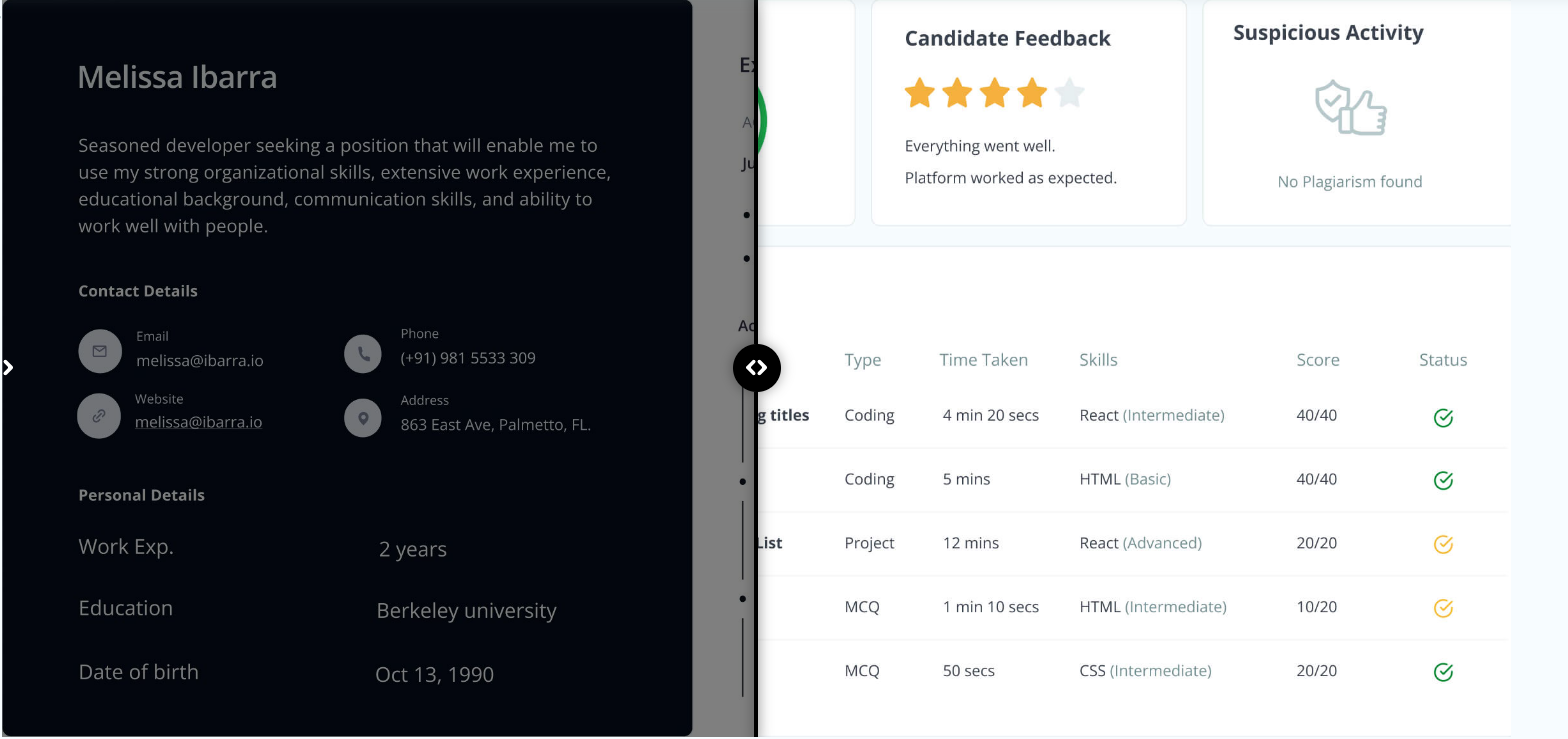 Melissa Ibarra
Seasoned developer seeking a position that will enable me to
use my strong organizational skills, extensive work experience,
educational background, communication skills, and ability to
work well with people.
Contact Details
Email
melissa@ibarra.io
Phone
(+91) 981 5533 309
Website
melissa@ibarra.io
Address
863 East Ave, Palmetto, FL.
Personal Details
Work Exp. 2 years
Education Berkeley university
Date of birth Oct 13, 1990
Candidate Feedback
Everything went well.
Platform worked as expected.
Suspicious Activity
No Plagiarism found
Type Time Taken Skills Score Status
titles Coding 4 min 20 secs React (Intermediate) 40/40
Coding 5 mins HTML (Basic) 40/40
List Project 12 mins React (Advanced) 20/20
MCQ 1 min 10 secs HTML (Intermediate) 10/20
MCQ 50 secs CSS (Intermediate) 20/20